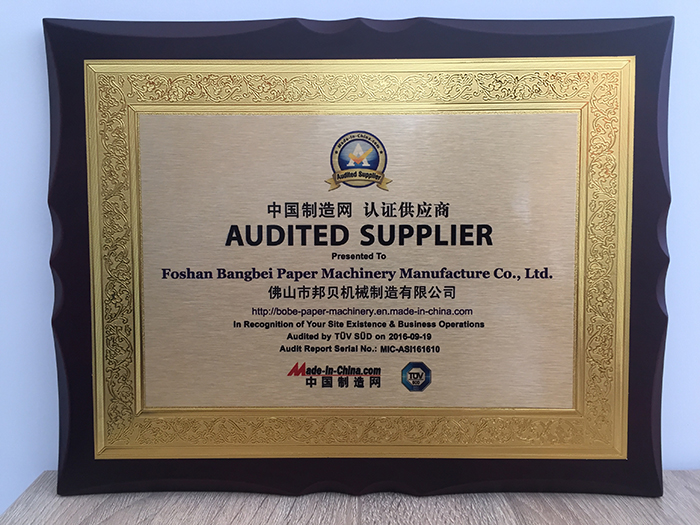 Made-in-China.com
Audited Supplier
中国制造网 认证供应商
AUDITED SUPPLIER
Presented To
Foshan Bangbei Paper Machinery Manufacture Co., Ltd.
佛山市邦贝机械制造有限公司
http://bobe-paper-machinery.en.made-in-china.com
In Recognition of Your Site Existence & Business Operations
Audited by TÜV SÜD on 2016-09-19
Audit Report Serial No.: MIC-ASI161610
Made-in-China.com
中国制造网
TÜV